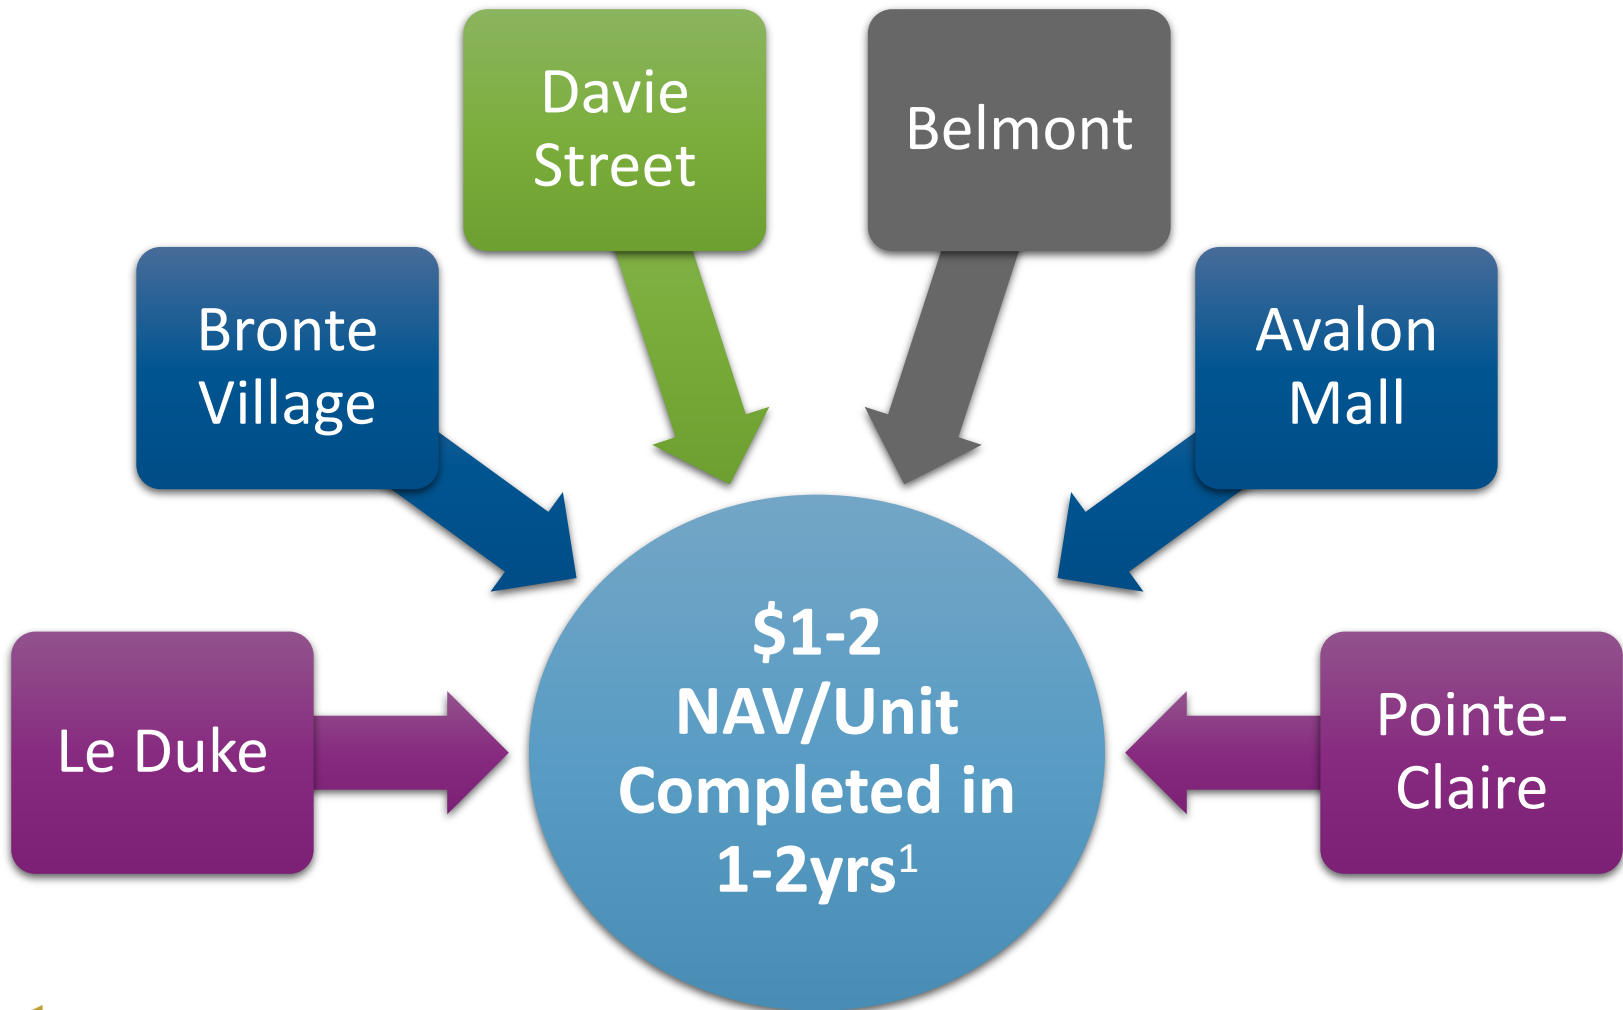 Davie
Street
Belmont
Bronte
Village
Avalon
Mall
Le Duke
$1-2
NAV/Unit
Completed in
1-2yrs¹
Pointe-
Claire